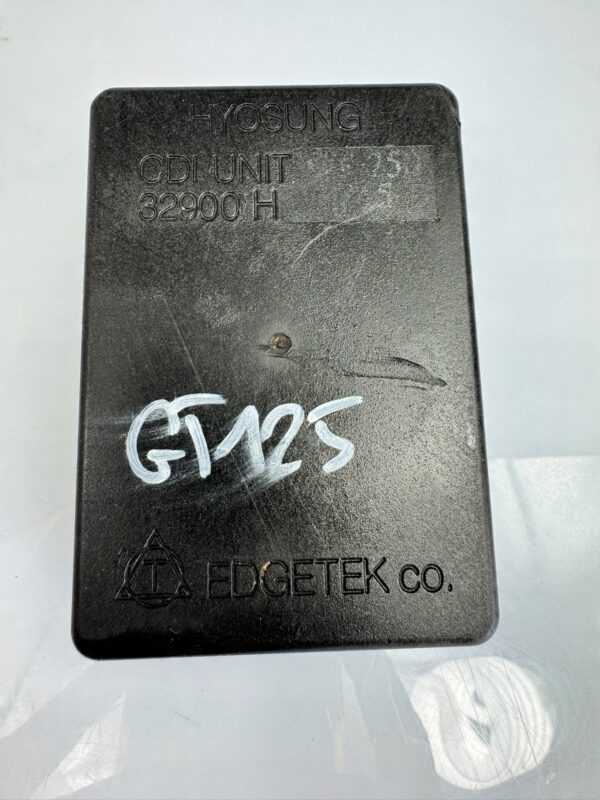 HYOSUNG
CDI UNIT
32900 H
GT125
T EDGETEK CO.